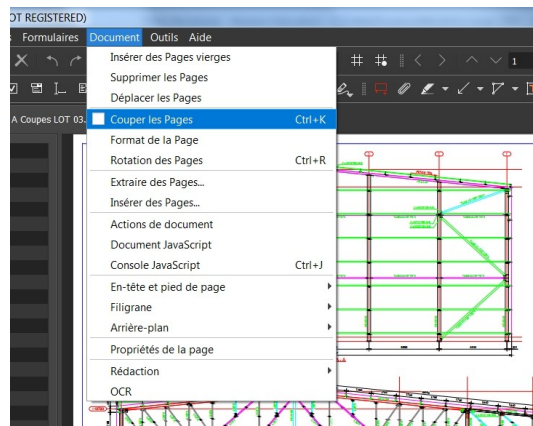 OT REGISTERED)
Formulaires Document Outils Aide
1
Insérer des Pages vierges
Supprimer les Pages
Déplacer les Pages
A Coupes LOT 03.
Couper les Pages Ctrl+K
Format de la Page
Rotation des Pages Ctrl+R
Extraire des Pages...
Insérer des Pages...
Actions de document
Document JavaScript
Console JavaScript Ctrl+J
En-tête et pied de page
Filigrane
Arrière-plan
Propriétés de la page
Rédaction
OCR